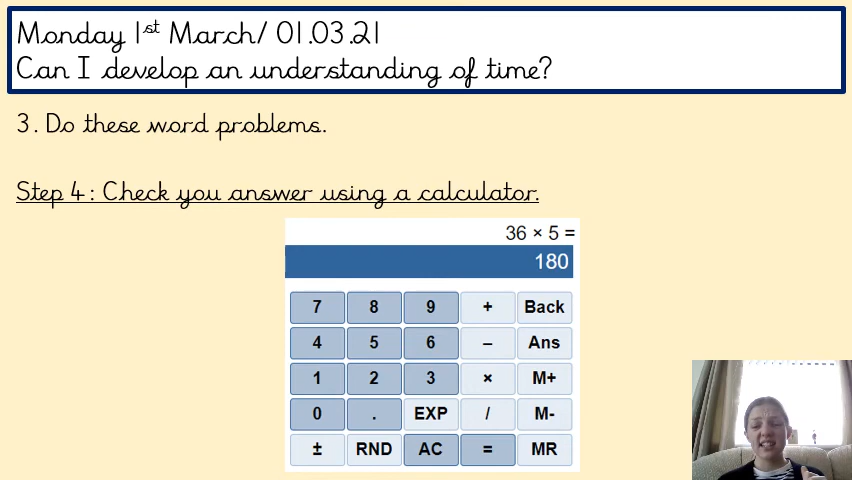 Monday 1st March/ 01.03.21
Can I develop an understanding of time?
3. Do these word problems.
Step 4: Check you answer using a calculator.
36 × 5 =
180
7 8 9 + Back
4 5 6 – Ans
1 2 3 × M+
0 . EXP / M-
± RND AC = MR